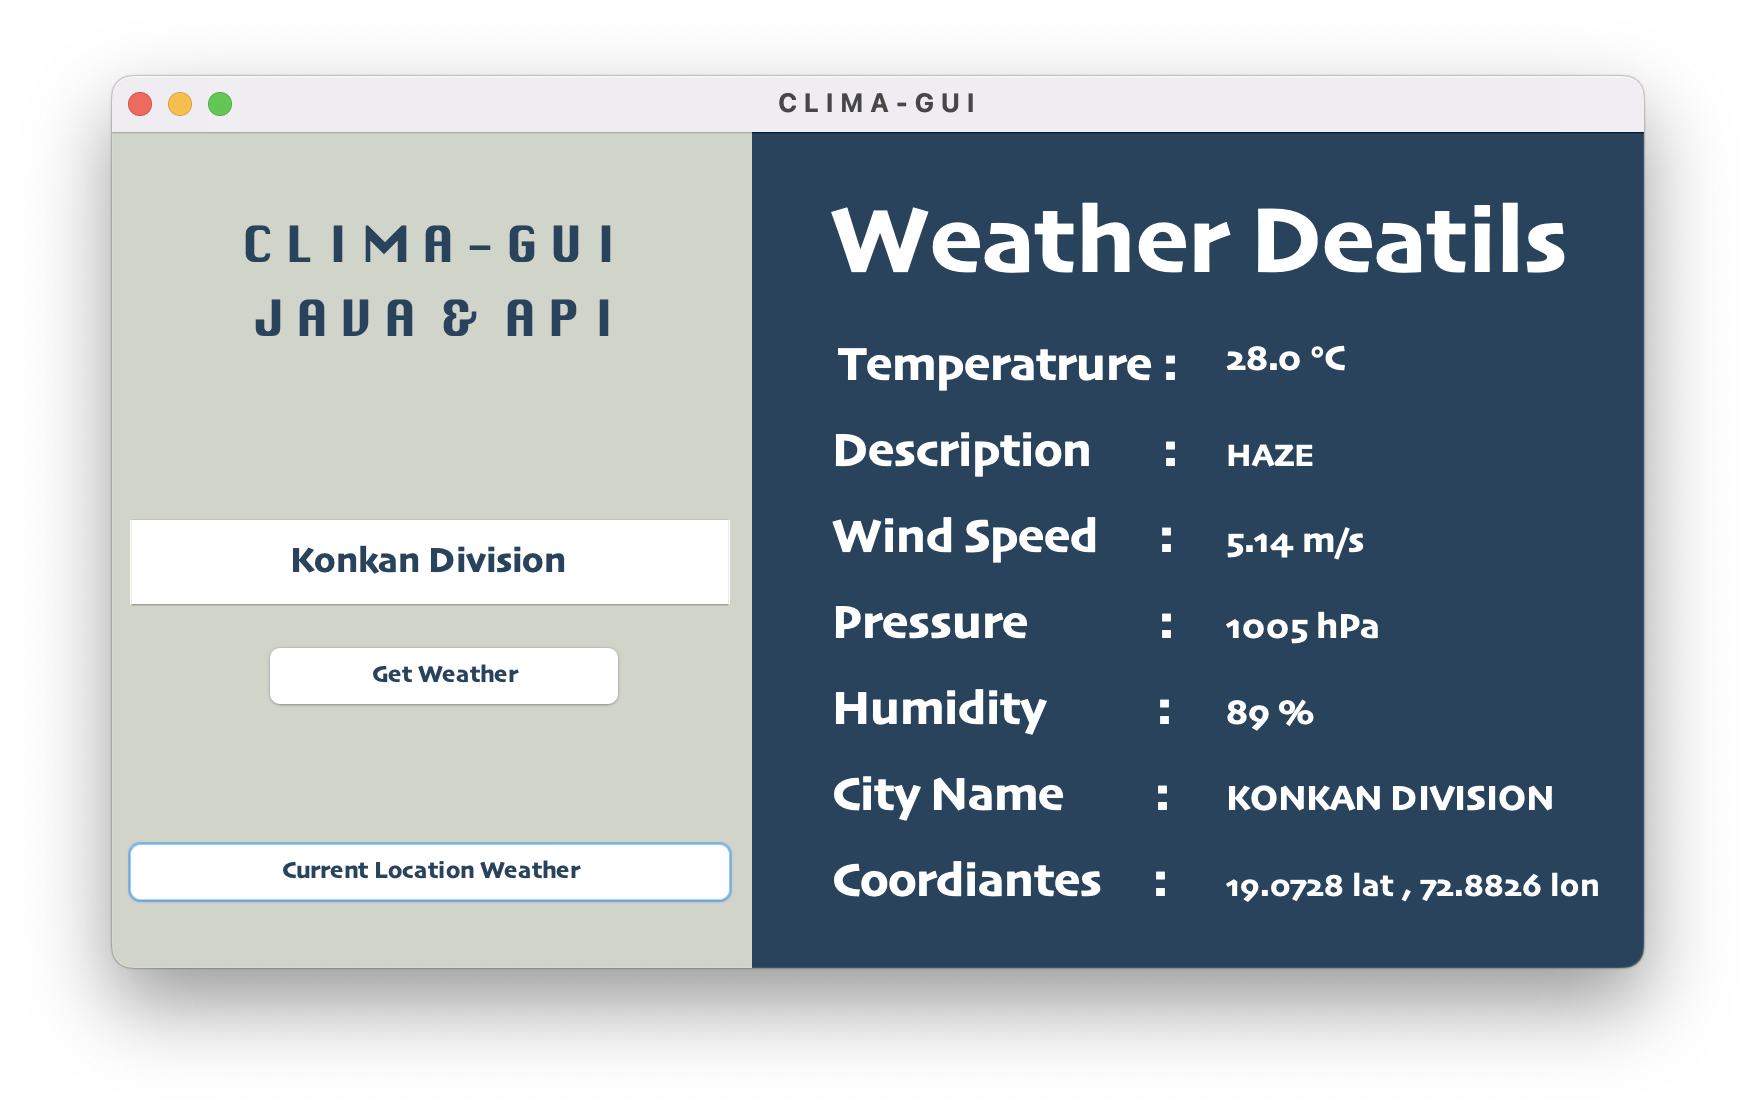 CLIMA-GUI
CLIMA-GUI
JAVA & API
Konkan Division
Get Weather
Current Location Weather
Weather Deatils
Temperatrure : 28.0 °C
Description : HAZE
Wind Speed : 5.14 m/s
Pressure : 1005 hPa
Humidity : 89 %
City Name : KONKAN DIVISION
Coordiantes : 19.0728 lat , 72.8826 lon